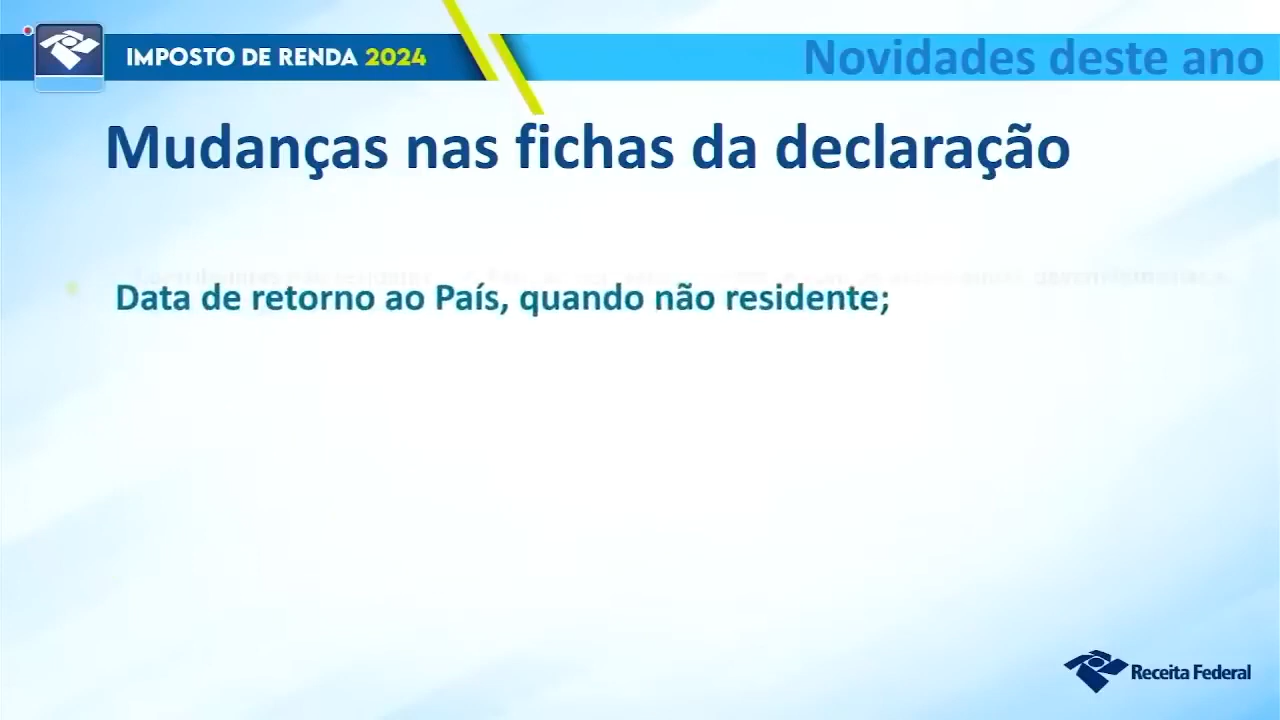 IMPOSTO DE RENDA 2024
Novidades deste ano
Mudanças nas fichas da declaração
Data de retorno ao País, quando não residente;
Receita Federal